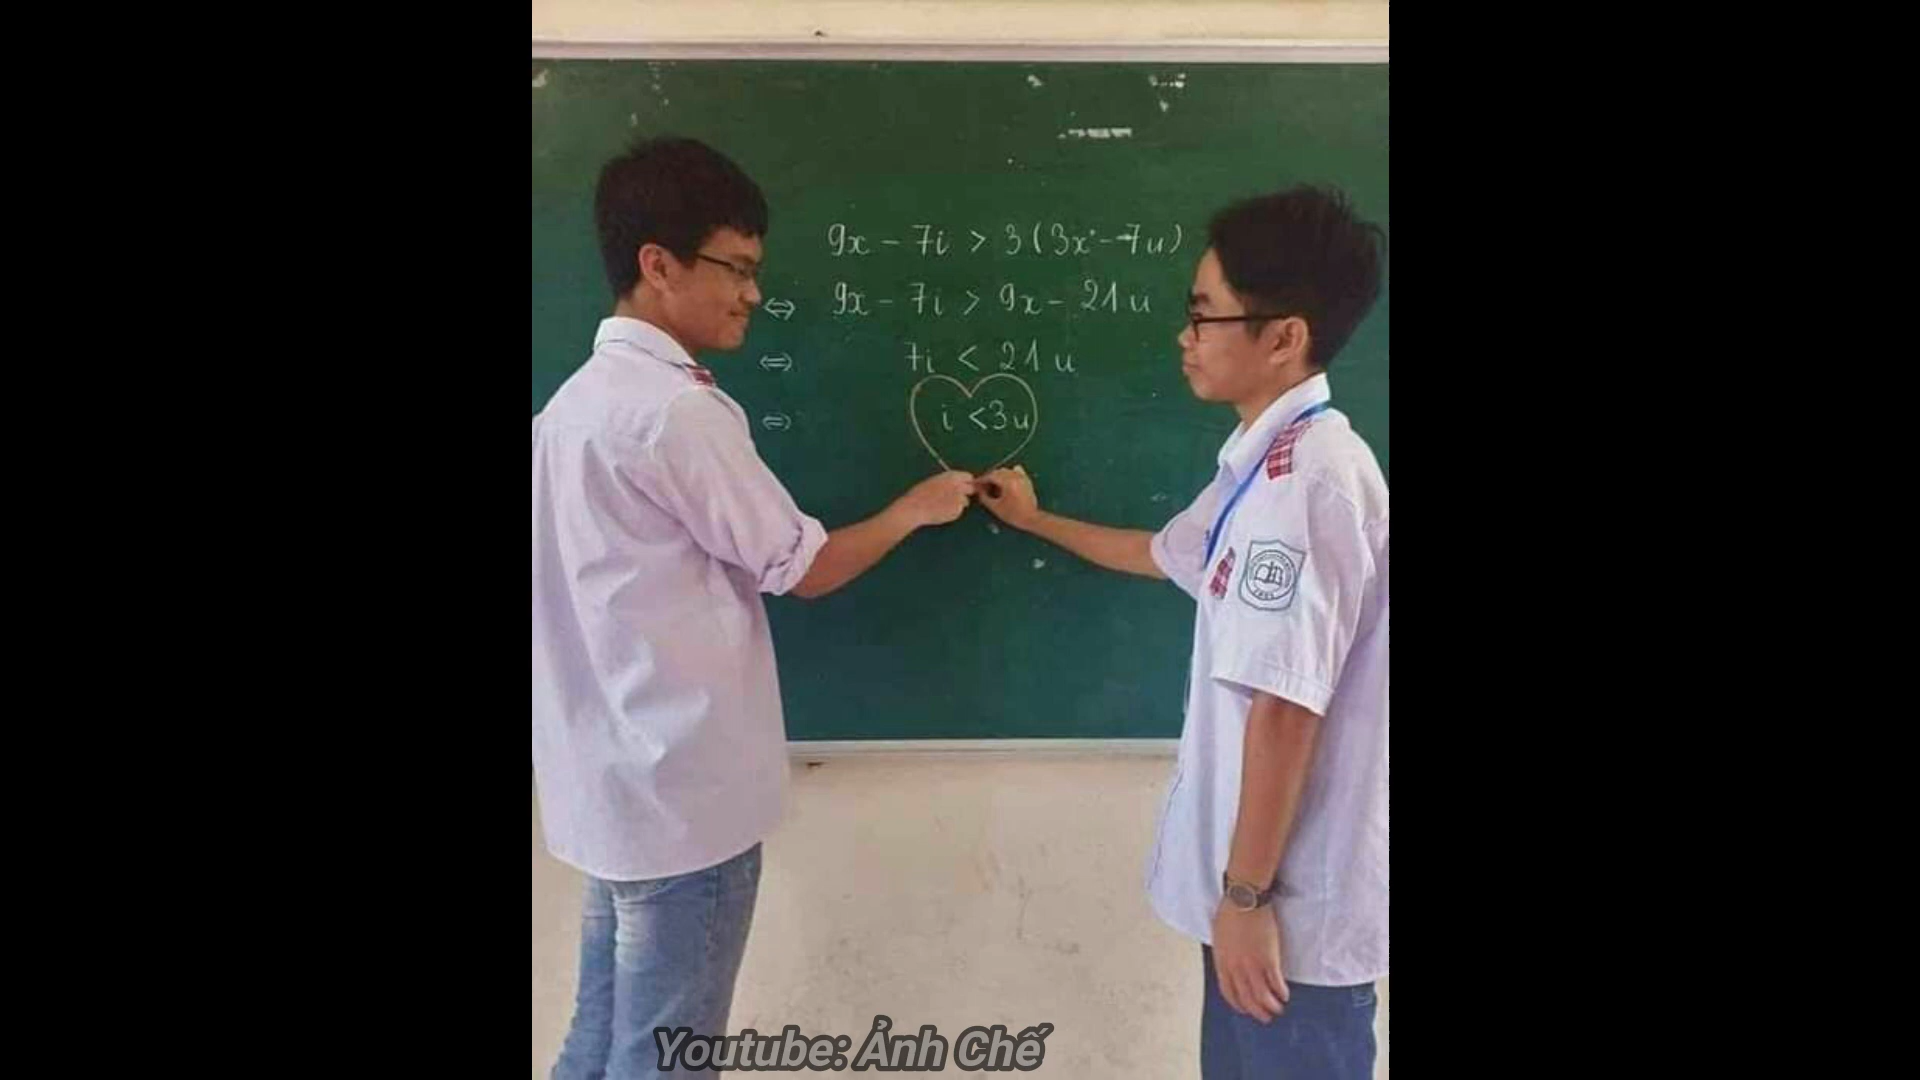 9x - 7i > 3(3x - 7u)
⇔ 9x - 7i > 9x - 21u
⇔ 7i < 21u
⇔ i <3u
Youtube: Ảnh Chế